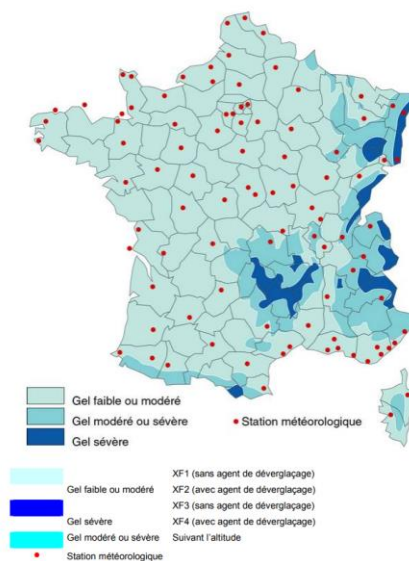 Gel faible ou modéré
Gel modéré ou sévère
Station météorologique
Gel sévère
XF1 (sans agent de déverglaçage)
Gel faible ou modéré
XF2 (avec agent de déverglaçage)
XF3 (sans agent de déverglaçage)
Gel sévère
XF4 (avec agent de déverglaçage)
Gel modéré ou sévère
Suivant l'altitude
Station météorologique